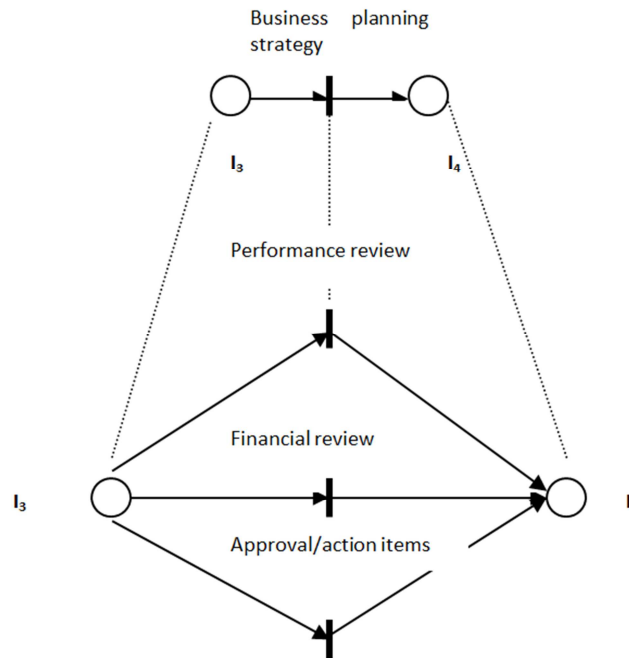 Business planning
strategy
I₃
I₄
Performance review
Financial review
I₃
I
Approval/action items